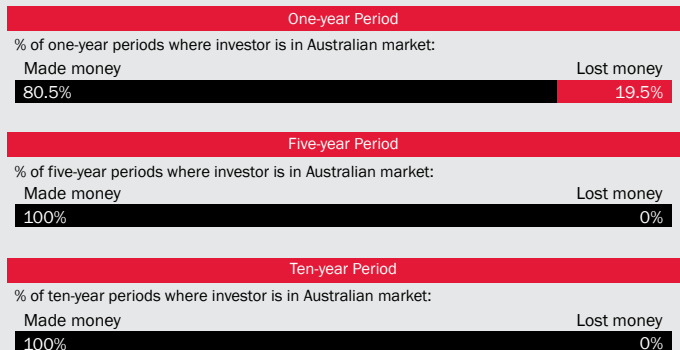 One-year Period
% of one-year periods where investor is in Australian market:
Made money Lost money
80.5% 19.5%
Five-year Period
% of five-year periods where investor is in Australian market:
Made money Lost money
100% 0%
Ten-year Period
% of ten-year periods where investor is in Australian market:
Made money Lost money
100% 0%